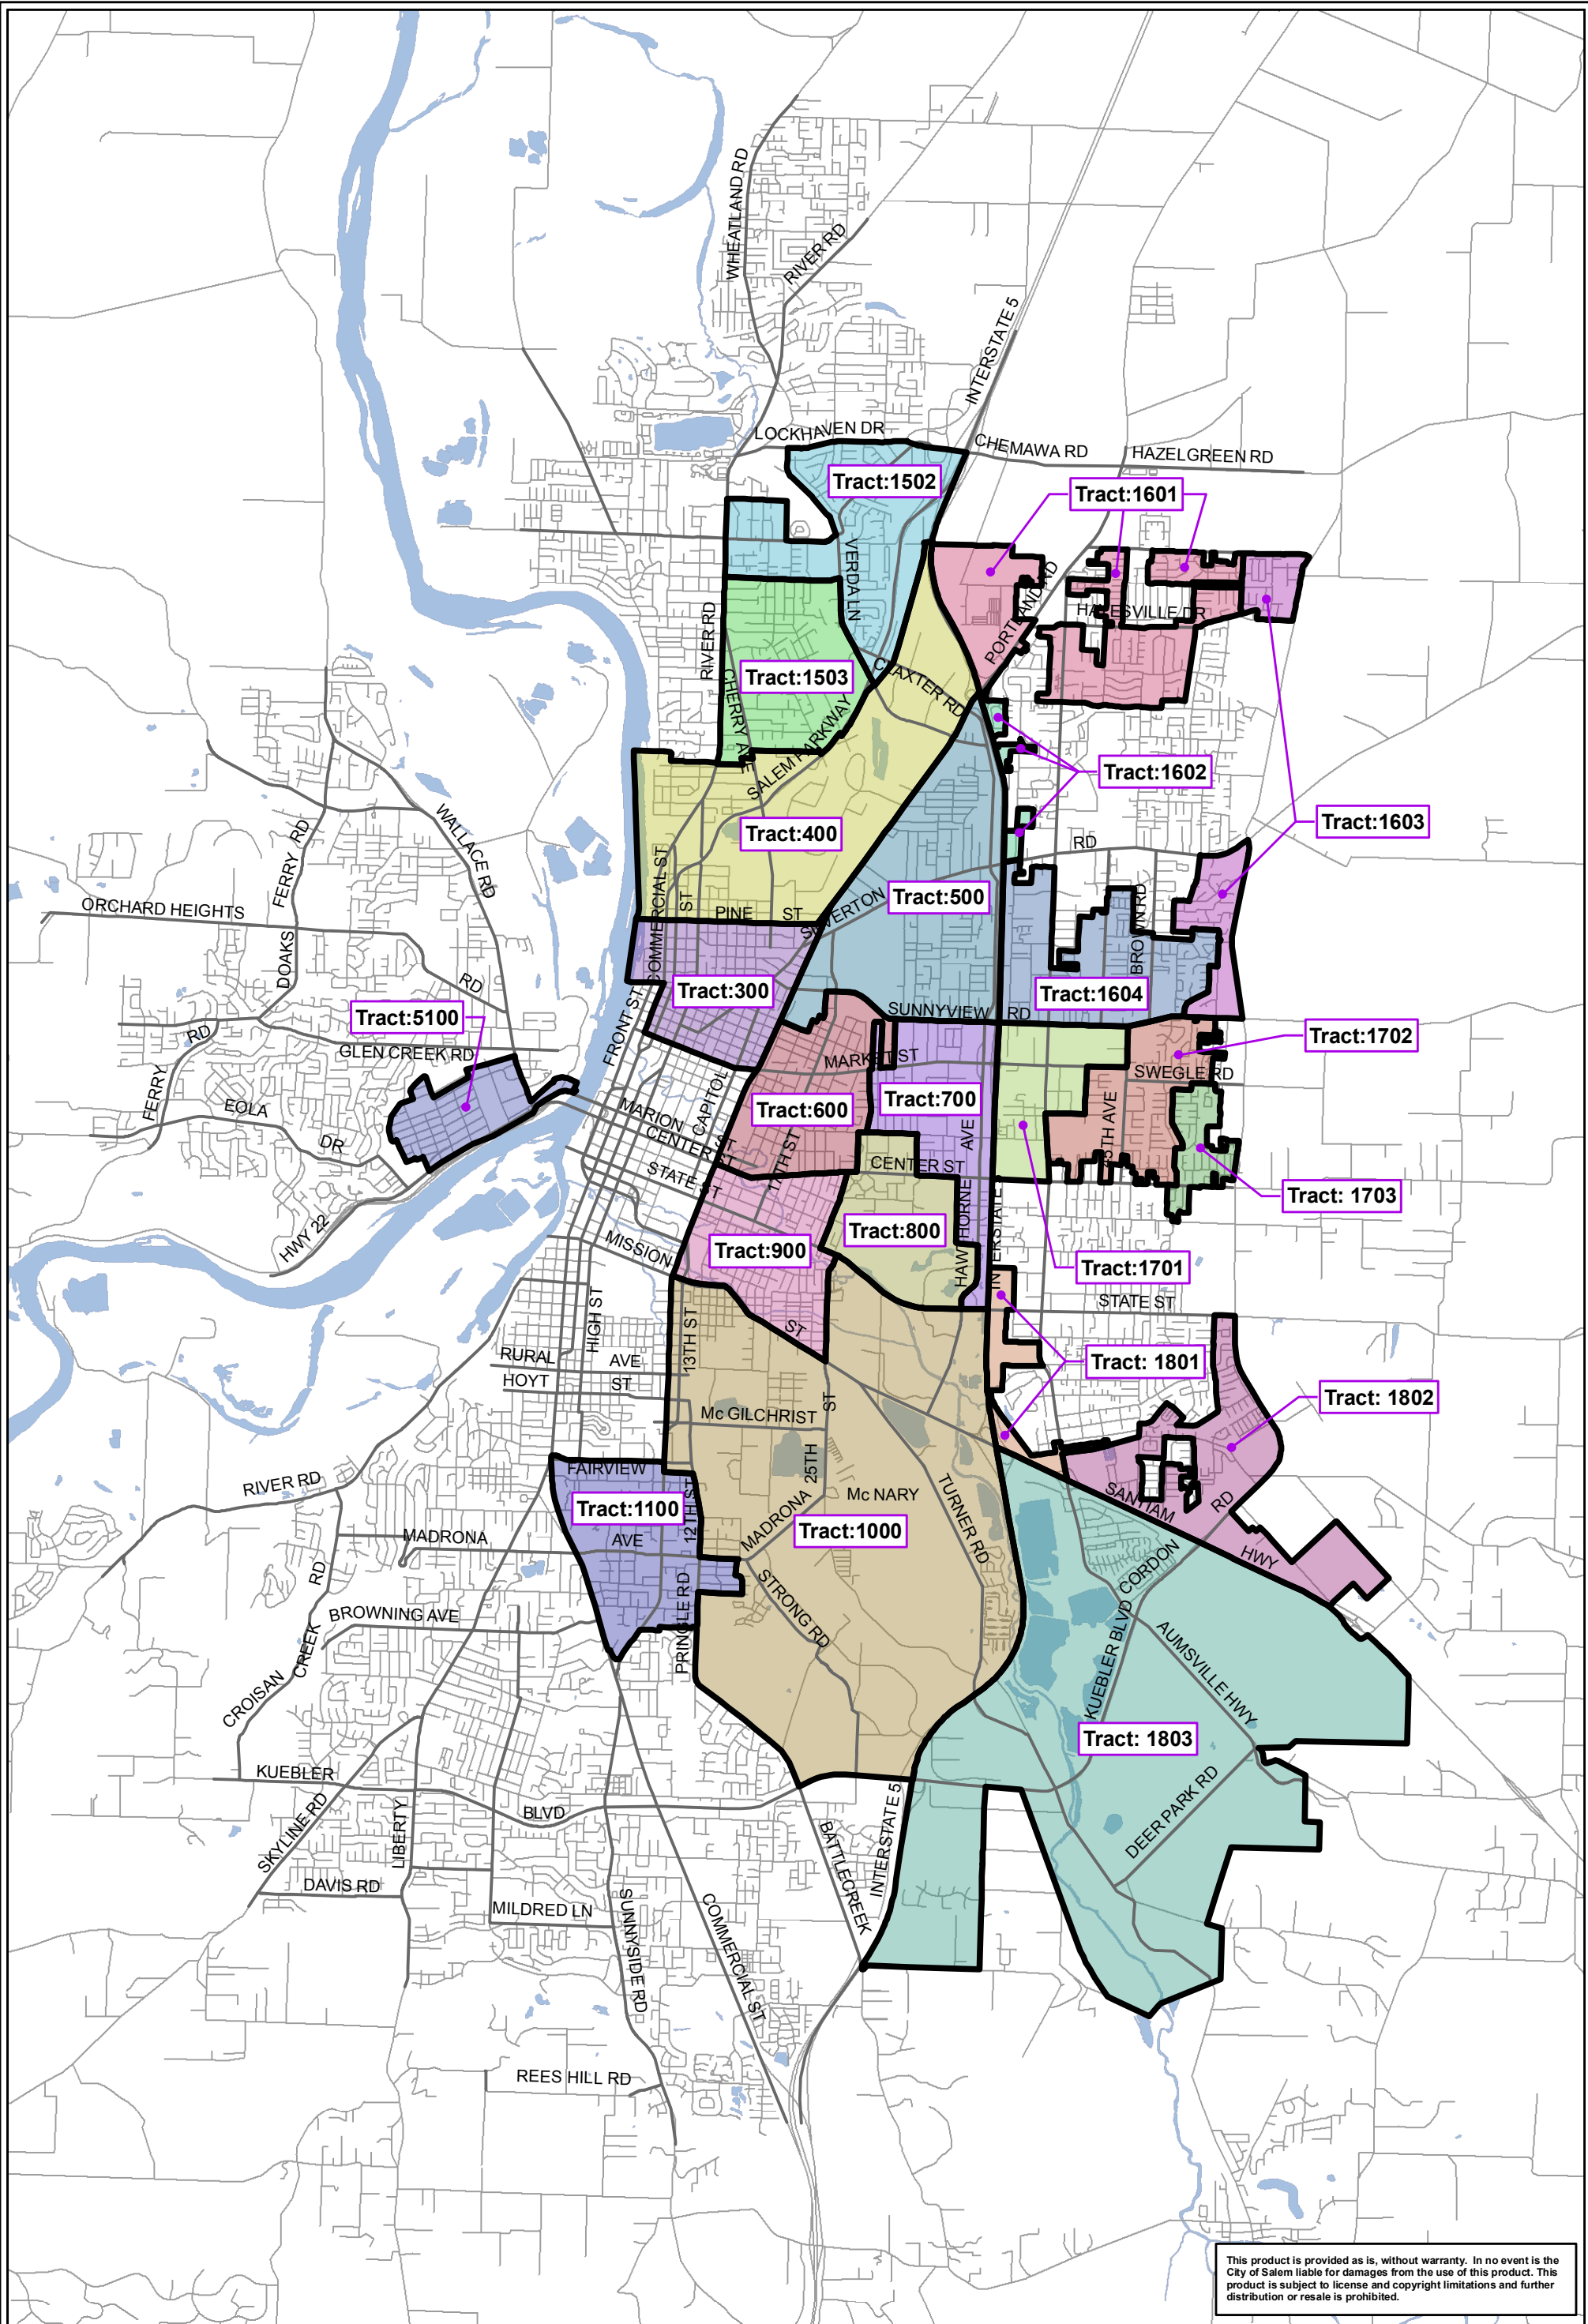 WHEATLAND RD
RIVER RD
INTERSTATE 5
LOCKHAVEN DR
CHEMAWA RD
HAZELGREEN RD
Tract:1502
Tract:1601
VERDA LN
PORTLAND RD
HAYESVILLE DR
RIVER RD
Tract:1503
CHERRY AVE
CLAXTER RD
SALEM PARKWAY
Tract:1602
Tract:1603
WALLACE RD
Tract:400
RD
FERRY RD
COMMERCIAL ST
ST
Tract:500
SILVERTON
ORCHARD HEIGHTS
PINE ST
BROWN RD
DOAKS
RD
Tract:300
Tract:1604
Tract:5100
FRONT ST
SUNNYVIEW RD
RD
Tract:1702
GLEN CREEK RD
MARKET ST
SWEGLE RD
FERRY
CAPITOL
ST
Tract:600
Tract:700
EOLA
DR
MARION
CENTER ST
AVE
45TH AVE
STATE ST
17TH ST
CENTER ST
Tract: 1703
HAWTHORNE
INTERSTATE
HWY 22
MISSION
Tract:900
Tract:800
Tract:1701
STATE ST
HIGH ST
ST
13TH ST
RURAL AVE
Tract: 1801
HOYT ST
Tract: 1802
Mc GILCHRIST
ST
25TH
FAIRVIEW
RIVER RD
Mc NARY
TURNER RD
SANTIAM
HWY
RD
Tract:1100
12TH ST
MADRONA
Tract:1000
MADRONA
AVE
CORDON
RD
STRONG RD
BROWNING AVE
PRINGLE RD
AUMSVILLE HWY
KUEBLER BLVD
CROISAN
CREEK
Tract: 1803
KUEBLER
BLVD
DEER PARK RD
SKYLINE RD
LIBERTY
BATTLECREEK
INTERSTATE 5
DAVIS RD
MILDRED LN
SUNNYSIDE RD
COMMERCIAL ST
REES HILL RD
This product is provided as is, without warranty. In no event is the
City of Salem liable for damages from the use of this product. This
product is subject to license and copyright limitations and further
distribution or resale is prohibited.